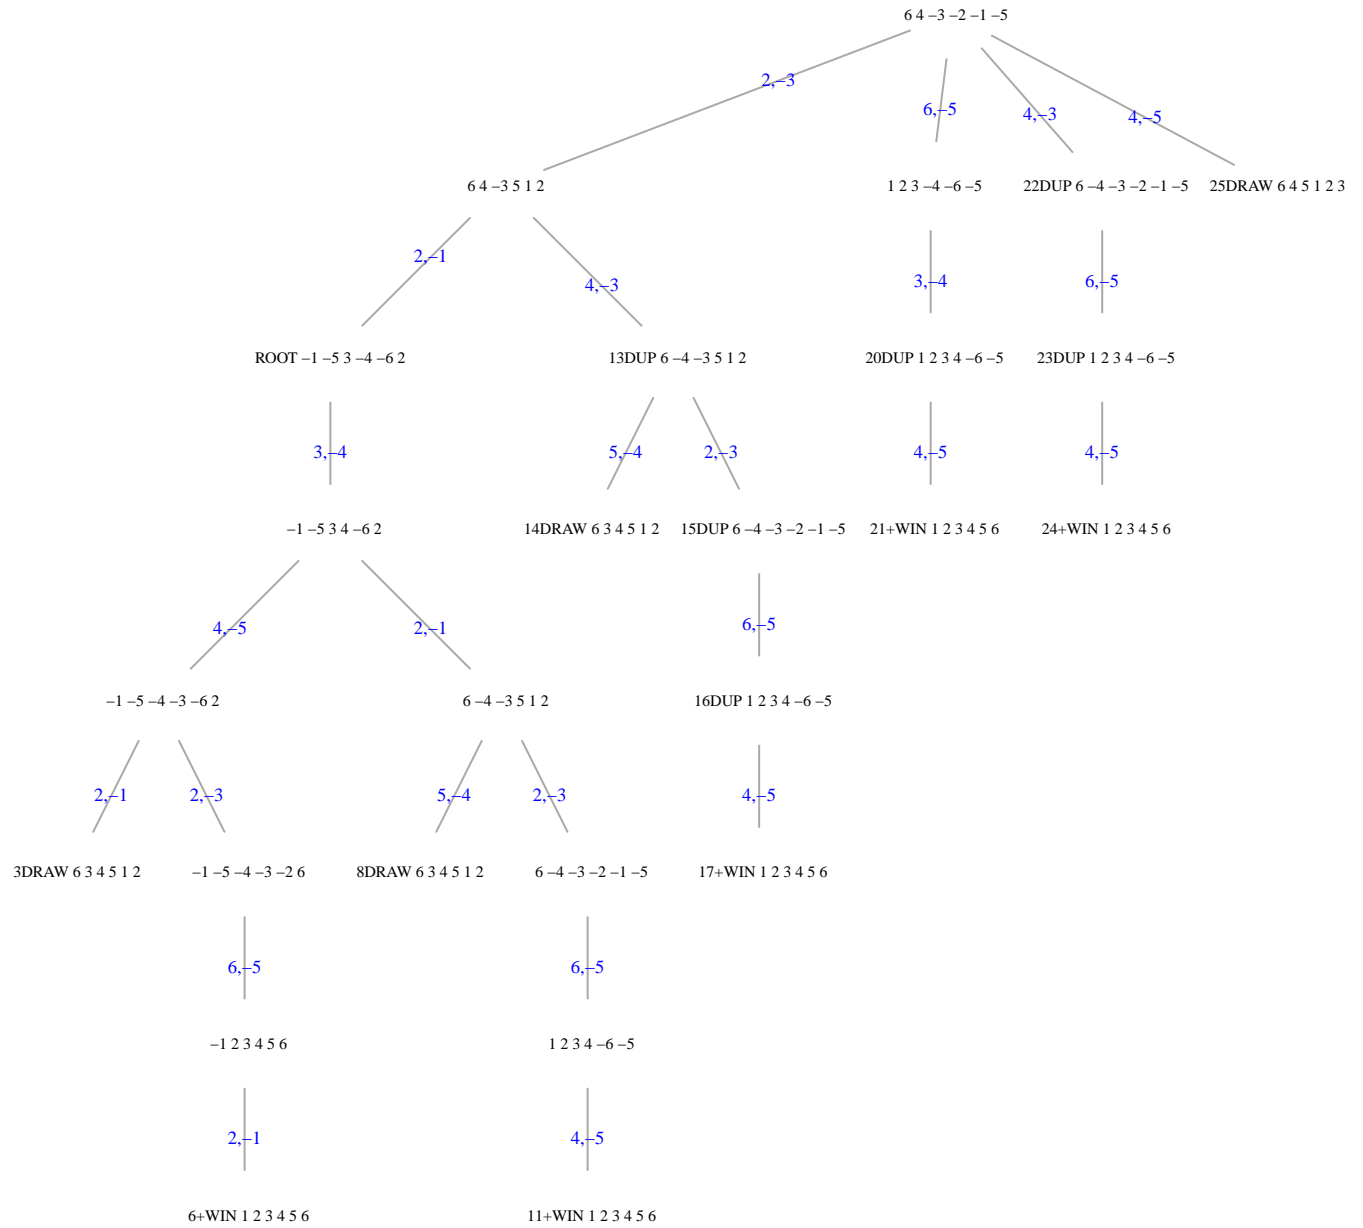 6 4 −3 −2 −1 −5
2,−3
6,−5
4,−3
4,−5
6 4 −3 5 1 2
1 2 3 −4 −6 −5
22DUP 6 −4 −3 −2 −1 −5
25DRAW 6 4 5 1 2 3
2,−1
4,−3
3,−4
6,−5
ROOT −1 −5 3 −4 −6 2
13DUP 6 −4 −3 5 1 2
20DUP 1 2 3 4 −6 −5
23DUP 1 2 3 4 −6 −5
3,−4
5,−4
2,−3
4,−5
4,−5
−1 −5 3 4 −6 2
14DRAW 6 3 4 5 1 2
15DUP 6 −4 −3 −2 −1 −5
21+WIN 1 2 3 4 5 6
24+WIN 1 2 3 4 5 6
4,−5
2,−1
6,−5
−1 −5 −4 −3 −6 2
6 −4 −3 5 1 2
16DUP 1 2 3 4 −6 −5
2,−1
2,−3
5,−4
2,−3
4,−5
3DRAW 6 3 4 5 1 2
−1 −5 −4 −3 −2 6
8DRAW 6 3 4 5 1 2
6 −4 −3 −2 −1 −5
17+WIN 1 2 3 4 5 6
6,−5
6,−5
−1 2 3 4 5 6
1 2 3 4 −6 −5
2,−1
4,−5
6+WIN 1 2 3 4 5 6
11+WIN 1 2 3 4 5 6